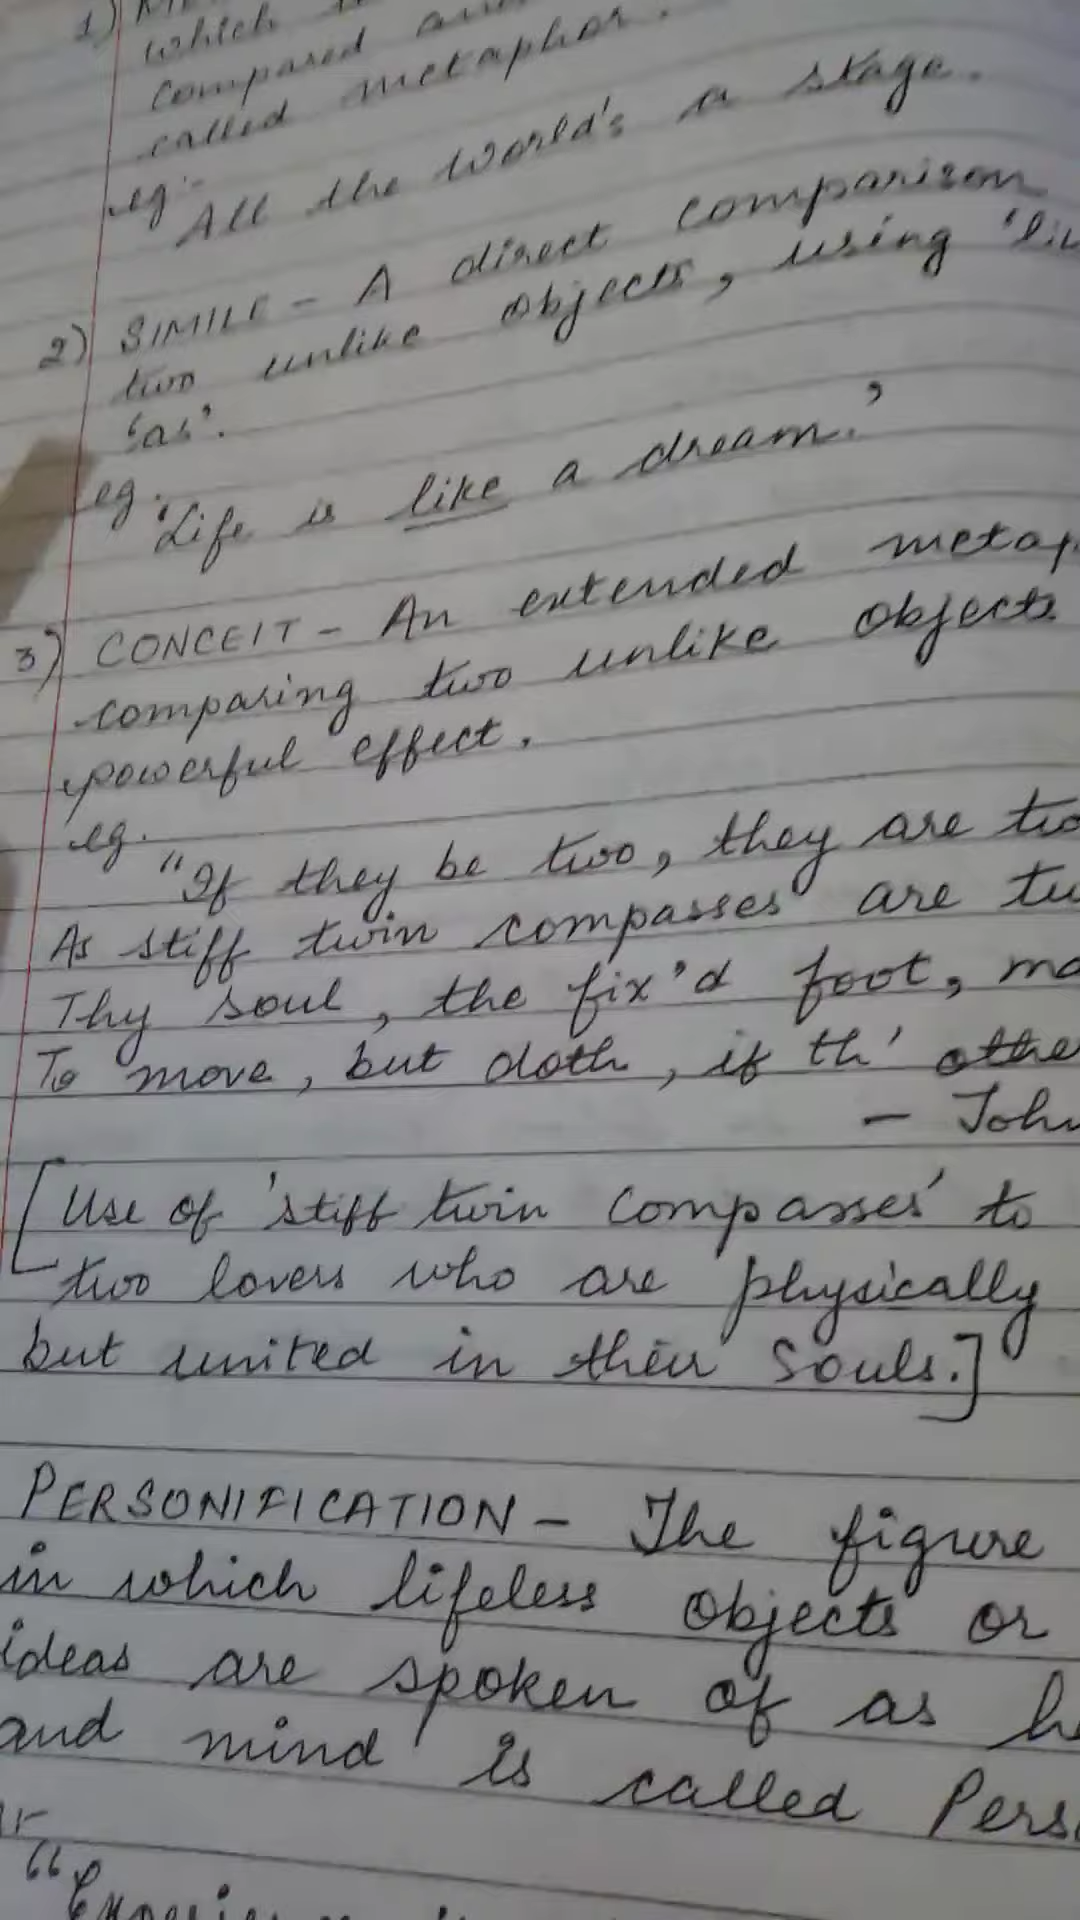 1)
which
compared
called metaphor.
eg:-
All the World's a stage.
2) SIMILE - A direct comparison
two unlike objects, using
'as'.
eg.
'Life is like a dream.'
3) CONCEIT - An extended
comparing two unlike objects
powerful effect.
eg.
"If they be two, they are
As stiff twin compasses are
Thy soul, the fix'd foot,
To move, but doth, if th'
-
[Use of 'stiff twin compasses' to
two lovers who are physically
but united in their souls.]
PERSONIFICATION - The figure
in which lifeless objects or
ideas are spoken of as
and mind is called
"